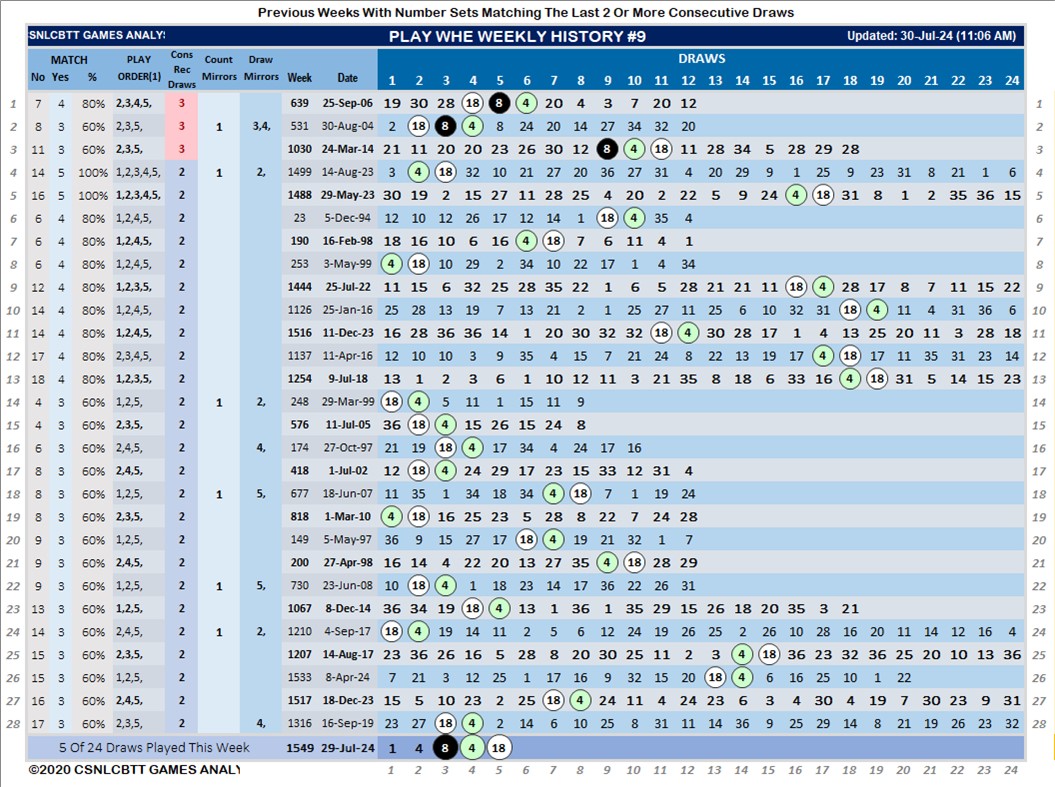 Previous Weeks With Number Sets Matching The Last 2 Or More Consecutive Draws
SNLCBTT GAMES ANALY: PLAY WHE WEEKLY HISTORY #9 Updated: 30-Jul-24 (11:06 AM)
MATCH PLAY Cons Count Draw DRAWS
No Yes % ORDER(1) Rec Draws Mirrors Mirrors Week Date 1 2 3 4 5 6 7 8 9 10 11 12 13 14 15 16 17 18 19 20 21 22 23 24
1 7 4 80% 2,3,4,5, 3 639 25-Sep-06 19 30 28 18 8 4 20 4 3 7 20 12 1
2 8 3 60% 2,3,5, 3 1 3,4, 531 30-Aug-04 2 18 8 4 8 24 20 14 27 34 32 20 2
3 11 3 60% 2,3,5, 3 1030 24-Mar-14 21 11 20 20 23 26 30 12 8 4 18 11 28 34 5 28 29 18 3
4 14 5 100% 1,2,3,4,5, 2 1 2, 1499 14-Aug-23 3 4 18 32 10 21 27 20 36 27 31 4 20 29 9 1 25 9 23 31 8 21 1 6 4
5 16 5 100% 1,2,3,4,5, 2 1488 29-May-23 30 19 2 15 27 11 28 25 4 20 2 22 5 9 24 4 18 31 8 1 2 35 36 15 5
6 6 4 80% 1,2,4,5, 2 23 5-Dec-94 12 10 12 26 17 12 14 1 18 4 35 4 6
7 6 4 80% 1,2,4,5, 2 190 16-Feb-98 18 16 10 6 16 4 18 7 6 11 4 1 7
8 6 4 80% 1,2,4,5, 2 253 3-May-99 4 18 10 29 2 34 10 22 17 1 4 34 8
9 12 4 80% 1,2,3,5, 2 1444 25-Jul-22 11 15 6 32 25 28 35 22 1 6 5 28 21 21 11 18 4 28 17 8 7 11 15 22 9
10 14 4 80% 1,2,4,5, 2 1126 25-Jan-16 25 28 13 19 7 13 21 2 1 25 27 11 25 6 10 32 31 18 4 11 4 31 36 6 10
11 14 4 80% 1,2,4,5, 2 1516 11-Dec-23 16 28 36 36 14 1 20 30 32 32 18 4 30 28 17 1 4 13 25 20 11 3 28 18 11
12 17 4 80% 2,3,4,5, 2 1137 11-Apr-16 12 10 10 3 9 35 4 15 7 21 24 8 22 13 19 17 4 18 17 11 35 31 23 14 12
13 18 4 80% 1,2,3,5, 2 1254 9-Jul-18 13 1 2 3 6 1 10 12 11 3 21 35 8 18 6 33 16 4 18 31 5 14 15 23 13
14 4 3 60% 1,2,5, 2 1 2, 248 29-Mar-99 18 4 5 11 1 15 11 9 14
15 4 3 60% 2,3,5, 2 576 11-Jul-05 36 18 4 15 26 15 24 8 15
16 6 3 60% 2,4,5, 2 4, 174 27-Oct-97 21 19 18 4 17 34 4 24 10 16 16
17 8 3 60% 2,4,5, 2 418 1-Jul-02 12 18 4 24 29 17 23 15 33 12 31 4 17
18 8 3 60% 1,2,5, 2 1 5, 677 18-Jun-07 11 35 1 34 18 34 4 18 7 1 19 24 18
19 8 3 60% 2,3,5, 2 818 1-Mar-10 4 18 16 25 23 5 28 8 22 7 24 28 19
20 9 3 60% 1,2,5, 2 149 5-May-97 36 9 15 27 17 18 4 19 21 32 1 7 20
21 9 3 60% 2,4,5, 2 200 27-Apr-98 16 14 4 22 20 13 27 35 4 18 28 29 21
22 9 3 60% 1,2,5, 2 1 5, 730 23-Jun-08 10 18 4 1 18 23 14 17 36 22 26 31 22
23 13 3 60% 1,2,5, 2 1067 8-Dec-14 36 34 19 18 4 13 1 36 1 35 29 15 26 18 20 35 3 21 23
24 14 3 60% 2,4,5, 2 1 2, 1210 4-Sep-17 18 4 19 14 11 2 5 6 12 24 19 26 25 2 26 10 28 16 20 11 14 12 16 4 24
25 15 3 60% 2,3,5, 2 1207 14-Aug-17 23 36 26 16 5 28 8 20 30 25 11 2 3 4 18 36 23 32 36 25 20 10 13 36 25
26 15 3 60% 1,2,5, 2 1533 8-Apr-24 7 21 3 12 25 1 17 16 9 32 15 20 18 4 6 16 25 10 1 22 26
27 16 3 60% 2,4,5, 2 1517 18-Dec-23 15 5 10 23 2 25 18 4 24 11 4 24 23 6 3 4 30 4 19 7 30 23 9 31 27
28 17 3 60% 2,3,5, 2 4, 1316 16-Sep-19 23 27 18 4 2 14 6 10 25 8 31 11 14 36 9 25 29 14 8 21 19 26 23 32 28
5 Of 24 Draws Played This Week 1549 29-Jul-24 1 4 8 4 18
©2020 CSNLCBTT GAMES ANALY 1 2 3 4 5 6 7 8 9 10 11 12 13 14 15 16 17 18 19 20 21 22 23 24